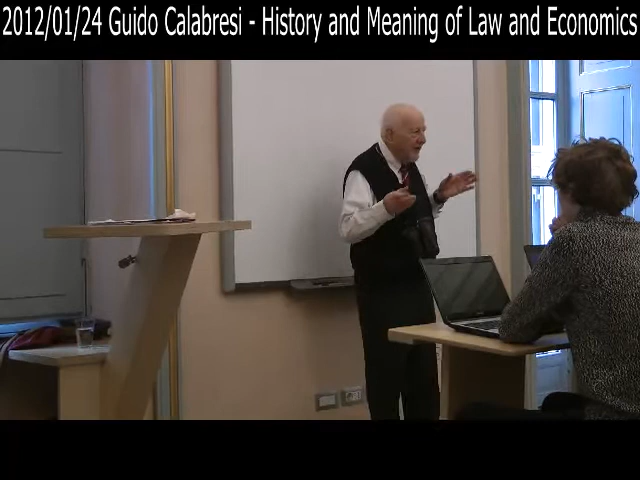 2012/01/24 Guido Calabresi - History and Meaning of Law and Economics